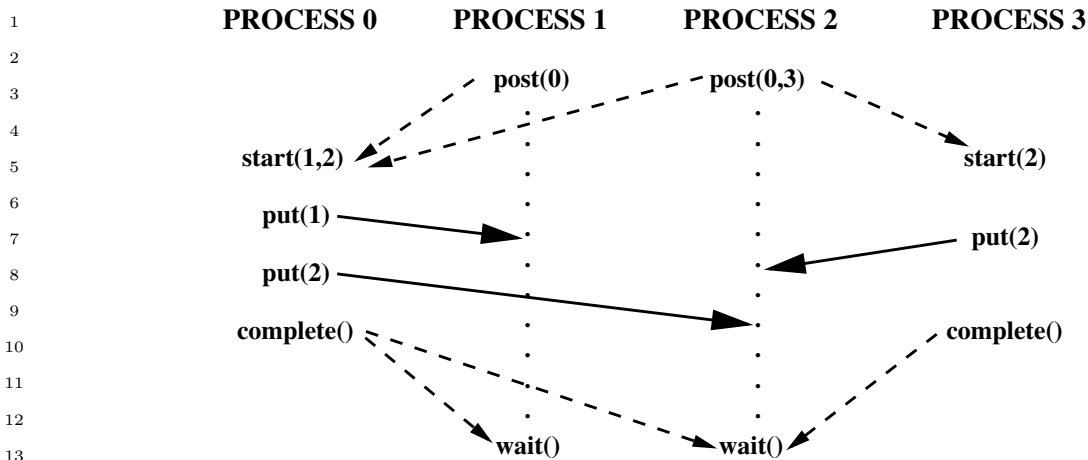 1 PROCESS 0 PROCESS 1 PROCESS 2 PROCESS 3
2
3 post(0) post(0,3)
4
5 start(1,2) start(2)
6 put(1)
7 put(2)
8 put(2)
9
10 complete() complete()
11
12
13 wait() wait()